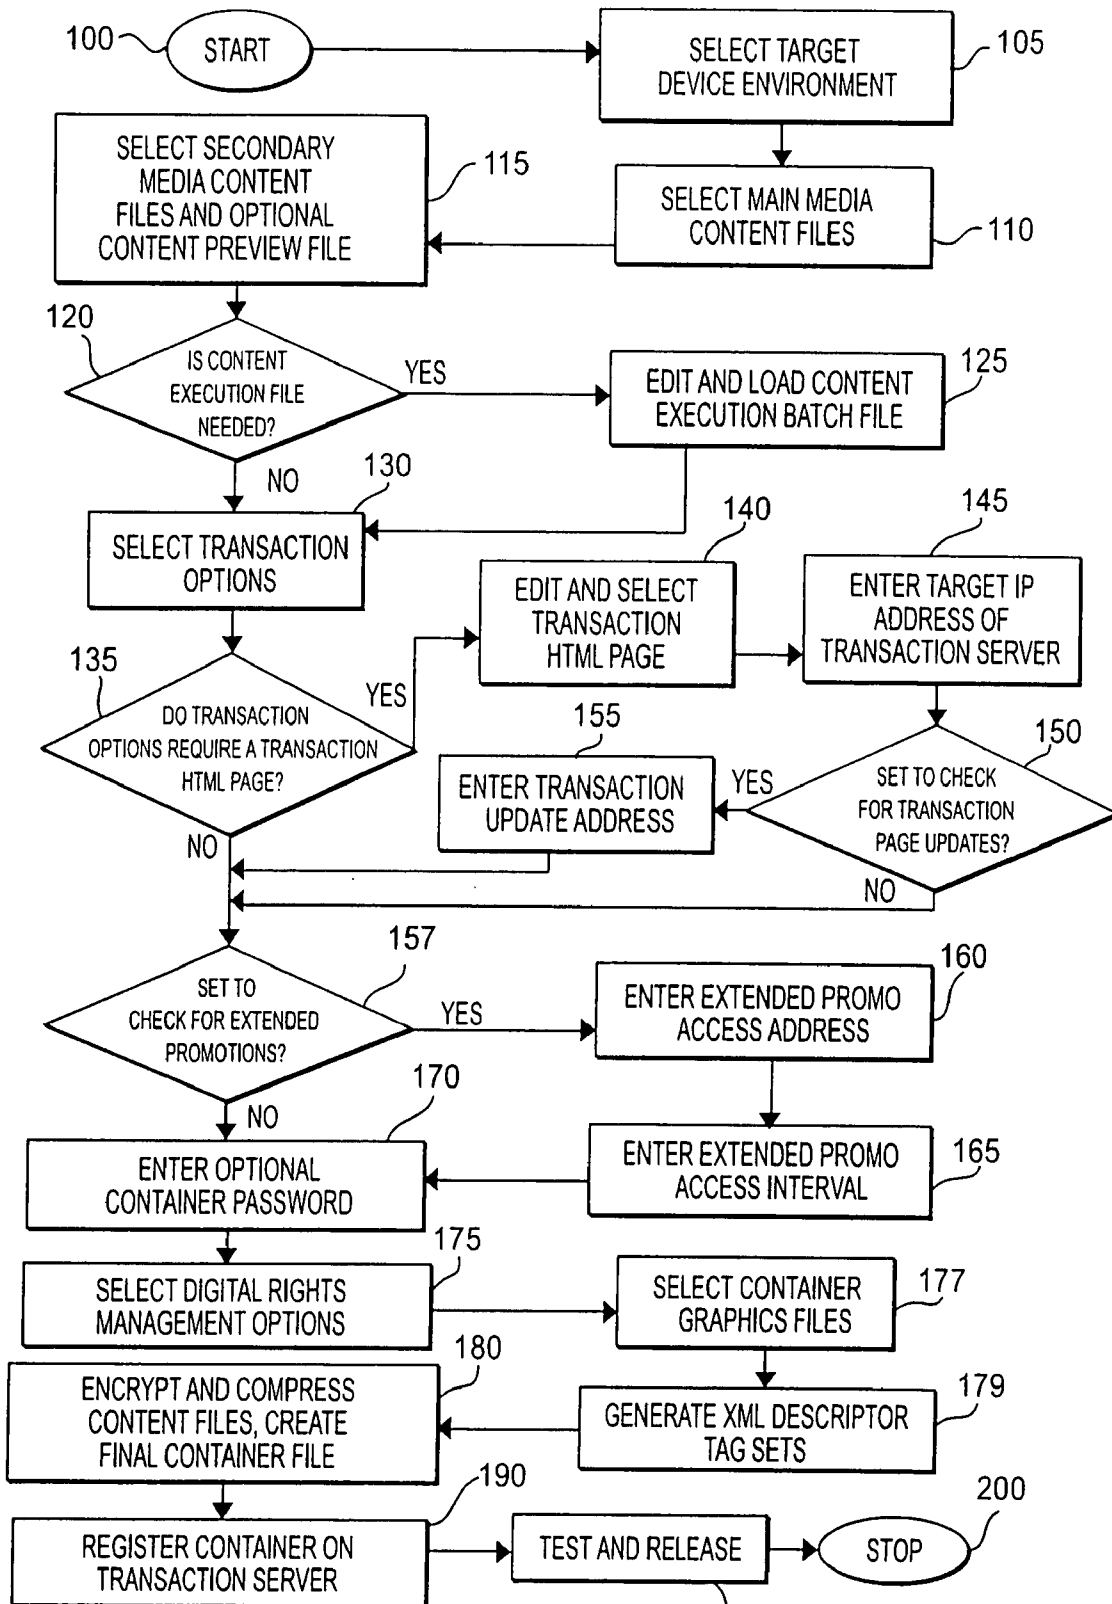 100
START
SELECT TARGET
DEVICE ENVIRONMENT
105
SELECT SECONDARY
MEDIA CONTENT
FILES AND OPTIONAL
CONTENT PREVIEW FILE
115
SELECT MAIN MEDIA
CONTENT FILES
110
120
IS CONTENT
EXECUTION FILE
NEEDED?
YES
NO
EDIT AND LOAD CONTENT
EXECUTION BATCH FILE
125
130
SELECT TRANSACTION
OPTIONS
140
EDIT AND SELECT
TRANSACTION
HTML PAGE
145
ENTER TARGET IP
ADDRESS OF
TRANSACTION SERVER
135
DO TRANSACTION
OPTIONS REQUIRE A TRANSACTION
HTML PAGE?
YES
NO
155
ENTER TRANSACTION
UPDATE ADDRESS
YES
150
SET TO CHECK
FOR TRANSACTION
PAGE UPDATES?
NO
157
SET TO
CHECK FOR EXTENDED
PROMOTIONS?
YES
NO
160
ENTER EXTENDED PROMO
ACCESS ADDRESS
170
ENTER OPTIONAL
CONTAINER PASSWORD
ENTER EXTENDED PROMO
ACCESS INTERVAL
165
175
SELECT DIGITAL RIGHTS
MANAGEMENT OPTIONS
SELECT CONTAINER
GRAPHICS FILES
177
180
ENCRYPT AND COMPRESS
CONTENT FILES, CREATE
FINAL CONTAINER FILE
GENERATE XML DESCRIPTOR
TAG SETS
179
190
REGISTER CONTAINER ON
TRANSACTION SERVER
TEST AND RELEASE
STOP
200